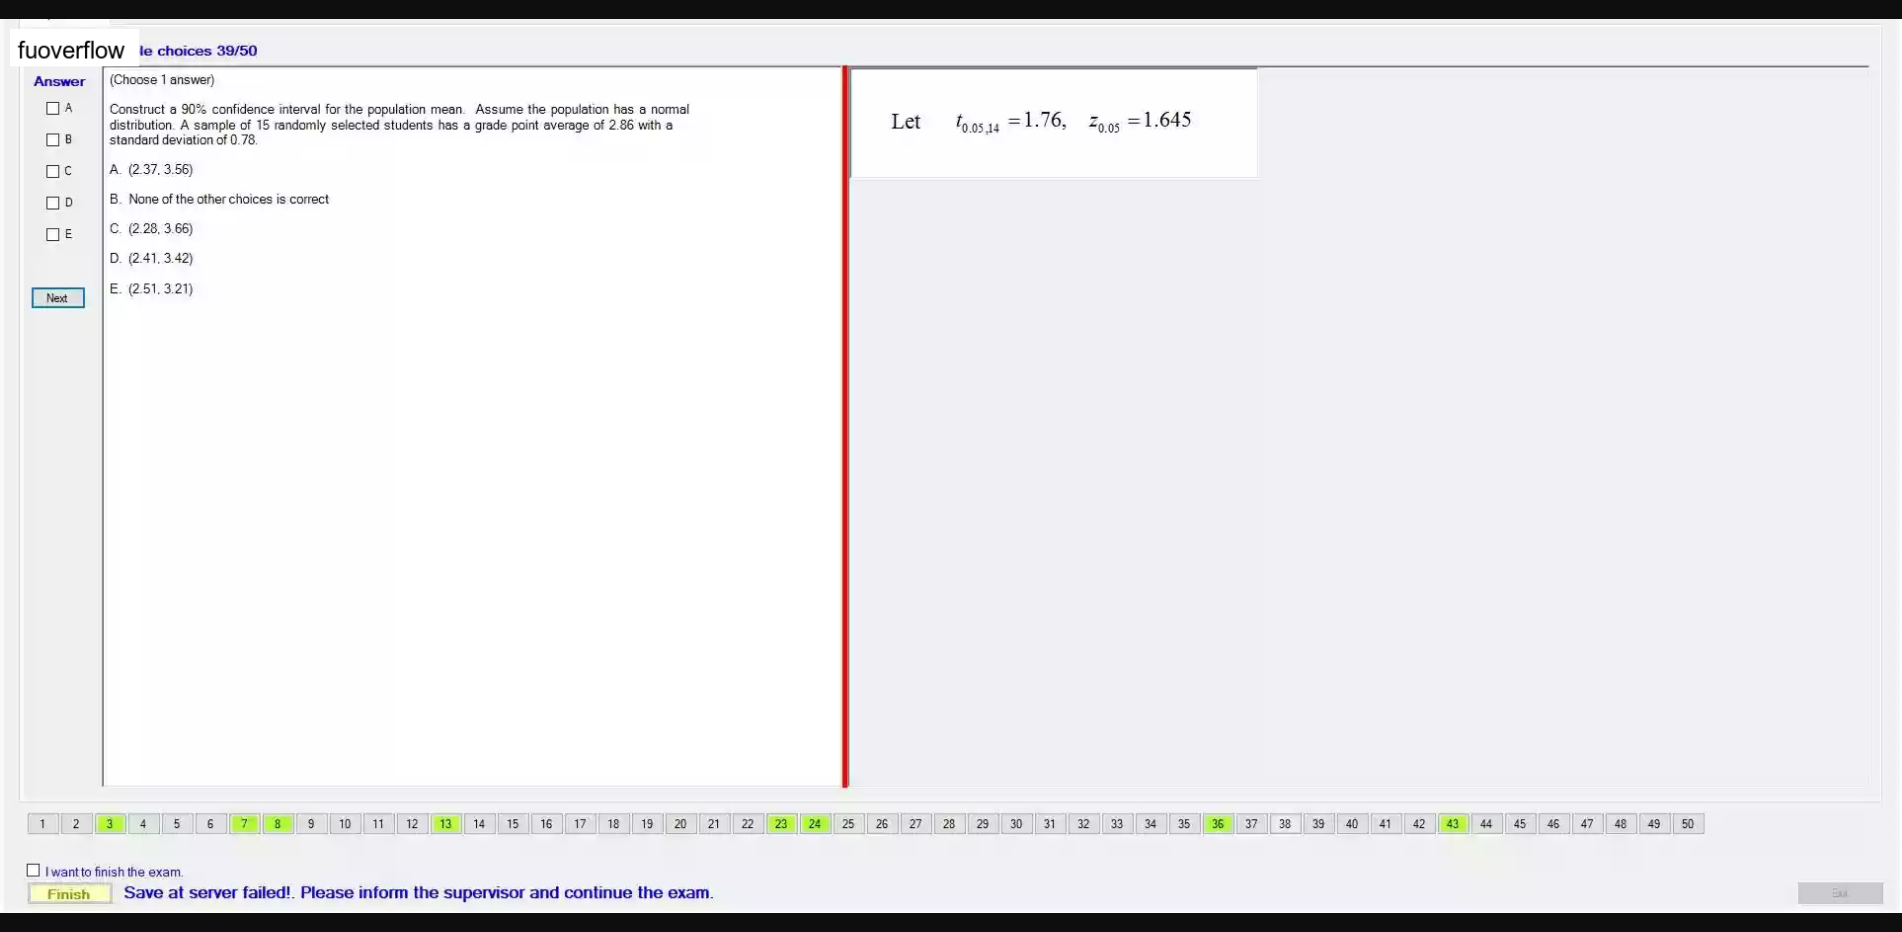 fuoverflow
le choices 39/50
Answer
(Choose 1 answer)
A
B
C
D
E
Next
Construct a 90% confidence interval for the population mean. Assume the population has a normal
distribution. A sample of 15 randomly selected students has a grade point average of 2.86 with a
standard deviation of 0.78.
A. (2.37, 3.56)
B. None of the other choices is correct
C. (2.28, 3.66)
D. (2.41, 3.42)
E. (2.51, 3.21)
Let t0.05,14 =1.76, z0.05 =1.645
1 2 3 4 5 6 7 8 9 10 11 12 13 14 15 16 17 18 19 20 21 22 23 24 25 26 27 28 29 30 31 32 33 34 35 36 37 38 39 40 41 42 43 44 45 46 47 48 49 50
I want to finish the exam.
Finish
Save at server failed!. Please inform the supervisor and continue the exam.